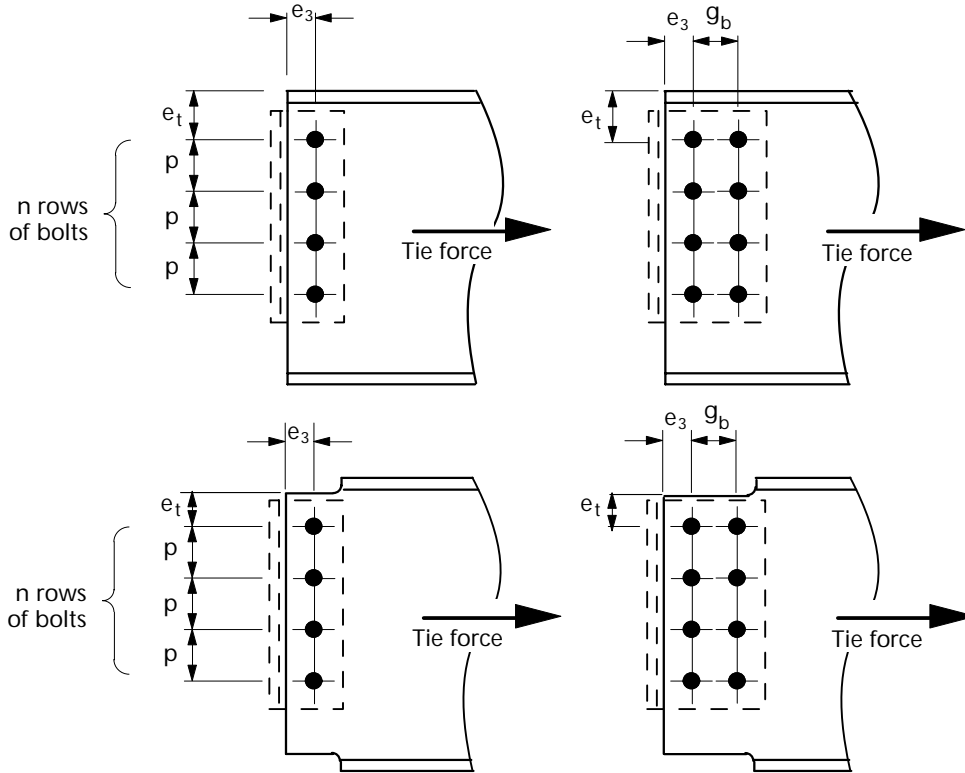 e3
et
p
p
p
n rows
of bolts
Tie force
e3 gb
et
Tie force
e3
et
p
p
p
n rows
of bolts
Tie force
e3 gb
et
Tie force